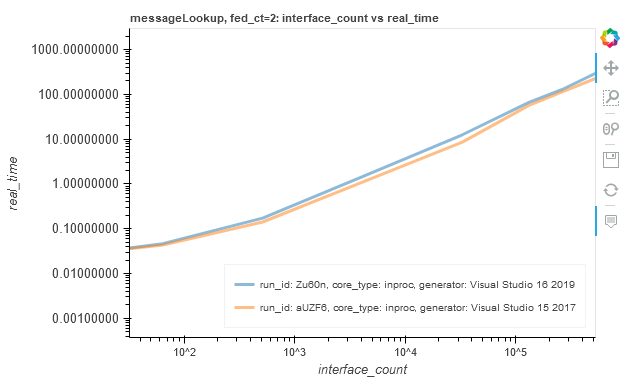 messageLookup, fed_ct=2: interface_count vs real_time
1000.00000000
100.00000000
10.00000000
1.00000000
0.10000000
0.01000000
0.00100000
real_time
run_id: Zu60n, core_type: inproc, generator: Visual Studio 16 2019
run_id: aUZF6, core_type: inproc, generator: Visual Studio 15 2017
10^2 10^3 10^4 10^5
interface_count